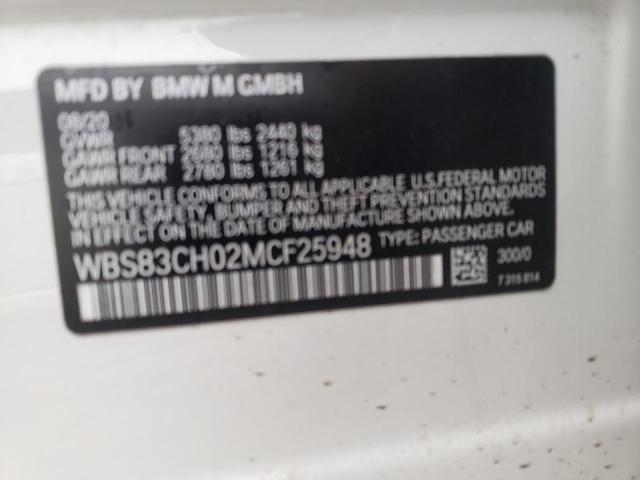 MFD BY BMW M GMBH
08/20
GVWR 5380 lbs 2440 kg
GAWR FRONT 2680 lbs 1216 kg
GAWR REAR 2780 lbs 1261 kg
THIS VEHICLE CONFORMS TO ALL APPLICABLE U.S.FEDERAL MOTOR
VEHICLE SAFETY, BUMPER, AND THEFT PREVENTION STANDARDS
IN EFFECT ON THE DATE OF MANUFACTURE SHOWN ABOVE.
WBS83CH02MCF25948 TYPE: PASSENGER CAR
300/0
7 315 814